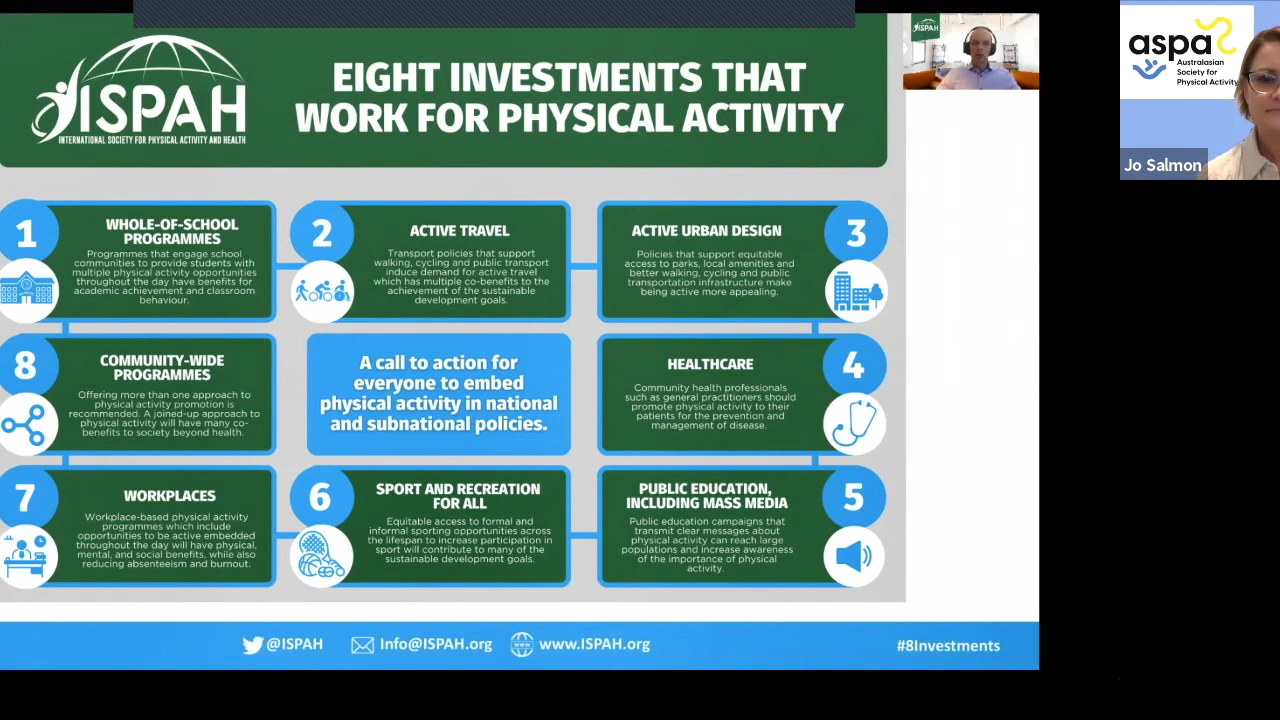 ISPAH
INTERNATIONAL SOCIETY FOR PHYSICAL ACTIVITY AND HEALTH
EIGHT INVESTMENTS THAT
WORK FOR PHYSICAL ACTIVITY
ISPAH
aspa
Australasian
Society for
Physical Activity
Jo Salmon
1
WHOLE-OF-SCHOOL
PROGRAMMES
Programmes that engage school
communities to provide students with
multiple physical activity opportunities
throughout the day have benefits for
academic achievement and classroom
behaviour.
2
ACTIVE TRAVEL
Transport policies that support
walking, cycling and public transport
induce demand for active travel
which has multiple co-benefits to the
achievement of the sustainable
development goals.
3
ACTIVE URBAN DESIGN
Policies that support equitable
access to parks, local amenities and
better walking, cycling and public
transportation infrastructure make
being active more appealing.
8
COMMUNITY-WIDE
PROGRAMMES
Offering more than one approach to
physical activity promotion is
recommended. A joined-up approach to
physical activity will have many co-
benefits to society beyond health.
A call to action for
everyone to embed
physical activity in national
and subnational policies.
4
HEALTHCARE
Community health professionals
such as general practitioners should
promote physical activity to their
patients for the prevention and
management of disease.
7
WORKPLACES
Workplace-based physical activity
programmes which include
opportunities to be active embedded
throughout the day will have physical,
mental, and social benefits, while also
reducing absenteeism and burnout.
6
SPORT AND RECREATION
FOR ALL
Equitable access to formal and
informal sporting opportunities across
the lifespan to increase participation in
sport will contribute to many of the
sustainable development goals.
5
PUBLIC EDUCATION,
INCLUDING MASS MEDIA
Public education campaigns that
transmit clear messages about
physical activity can reach large
populations and increase awareness
of the importance of physical
activity.
@ISPAH
Info@ISPAH.org
www
www.ISPAH.org
#8Investments